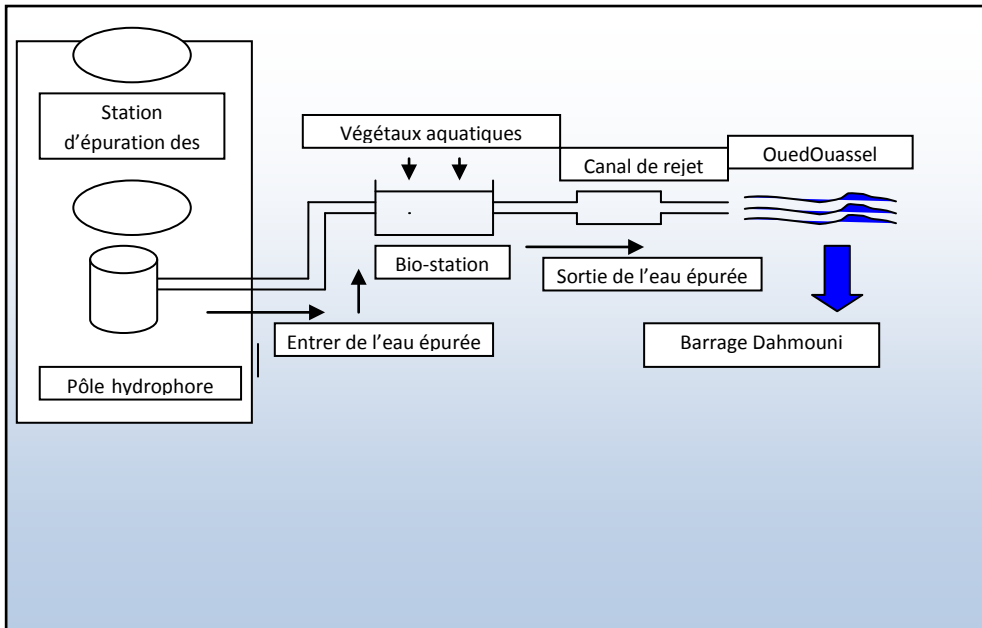 Station
d’épuration des
Végétaux aquatiques
Canal de rejet
OuedOuassel
Bio-station
Sortie de l’eau épurée
Entrer de l’eau épurée
Barrage Dahmouni
Pôle hydrophore